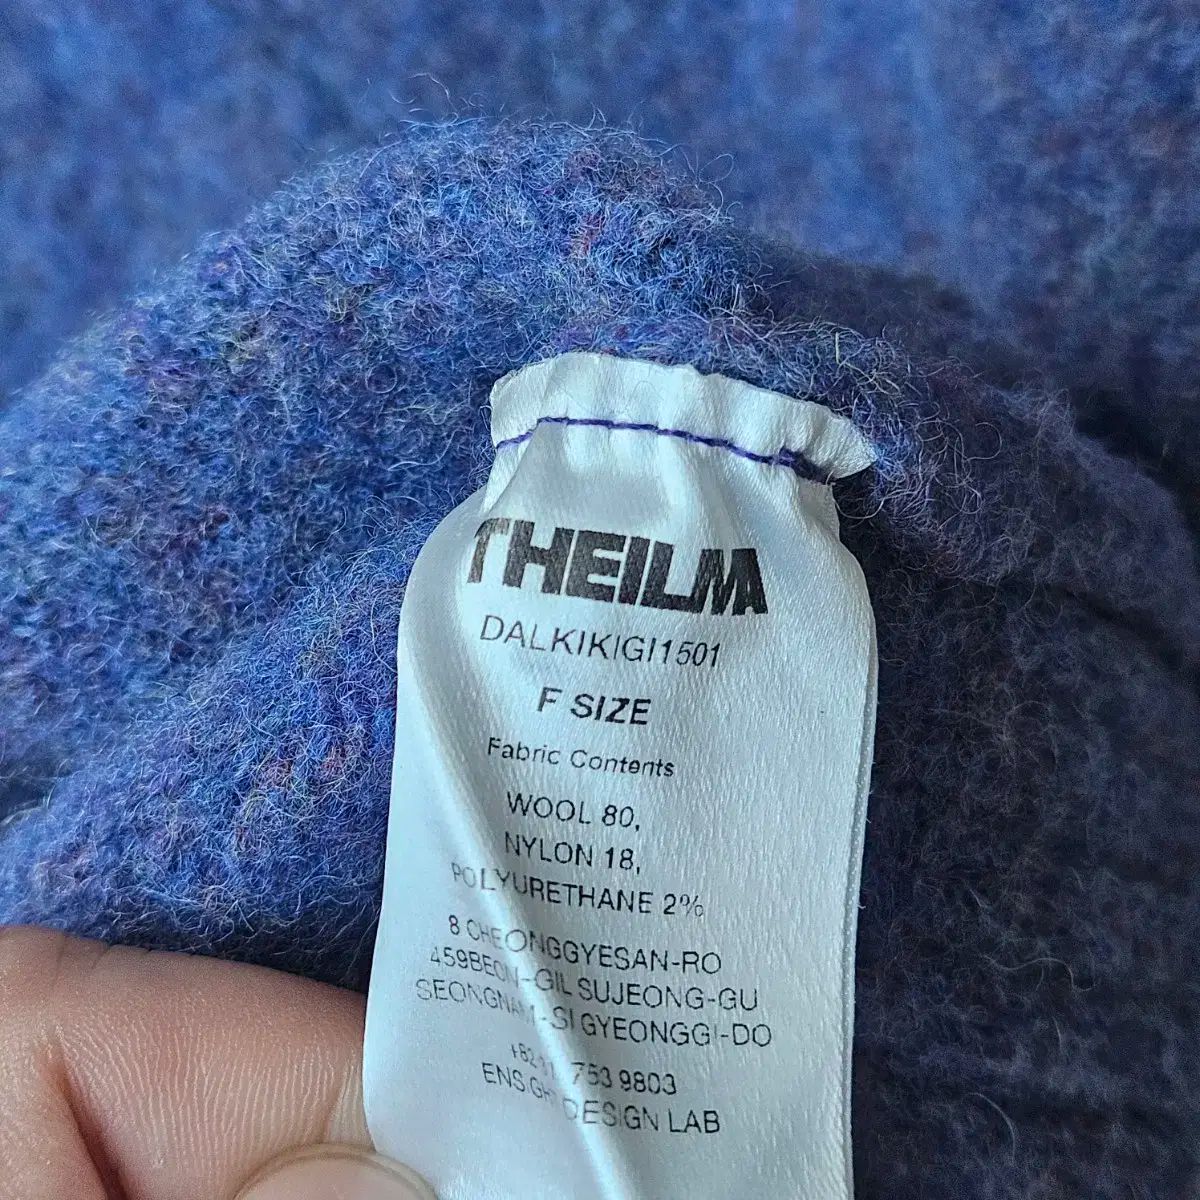 THEILMA
DALKIKIGI1501
F SIZE
Fabric Contents
WOOL 80,
NYLON 18,
POLYURETHANE 2%
8 CHEONGGYESAN-RO
459BEON-GIL SUJEONG-GU
SEONGNAM-SI GYEONGGI-DO
753 9803
DESIGN LAB